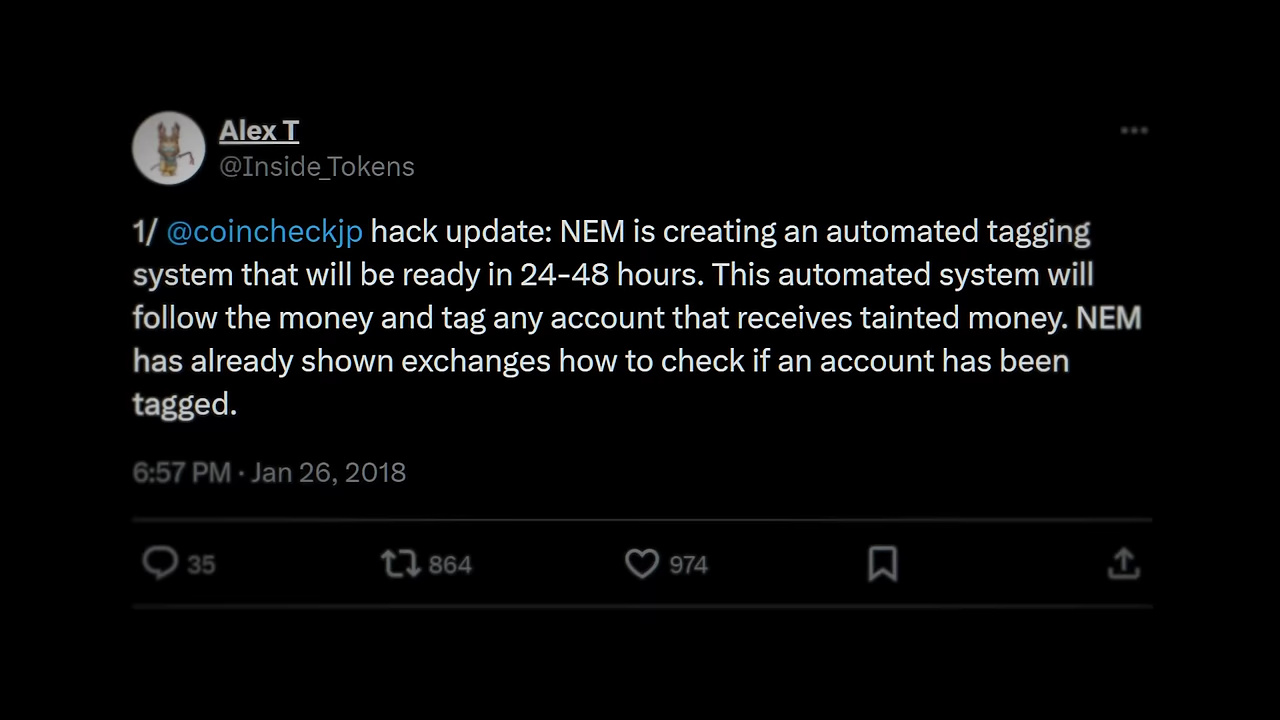 Alex T
@Inside_Tokens
1/ @coincheckjp hack update: NEM is creating an automated tagging
system that will be ready in 24-48 hours. This automated system will
follow the money and tag any account that receives tainted money. NEM
has already shown exchanges how to check if an account has been
tagged.
6:57 PM · Jan 26, 2018
35 864 974